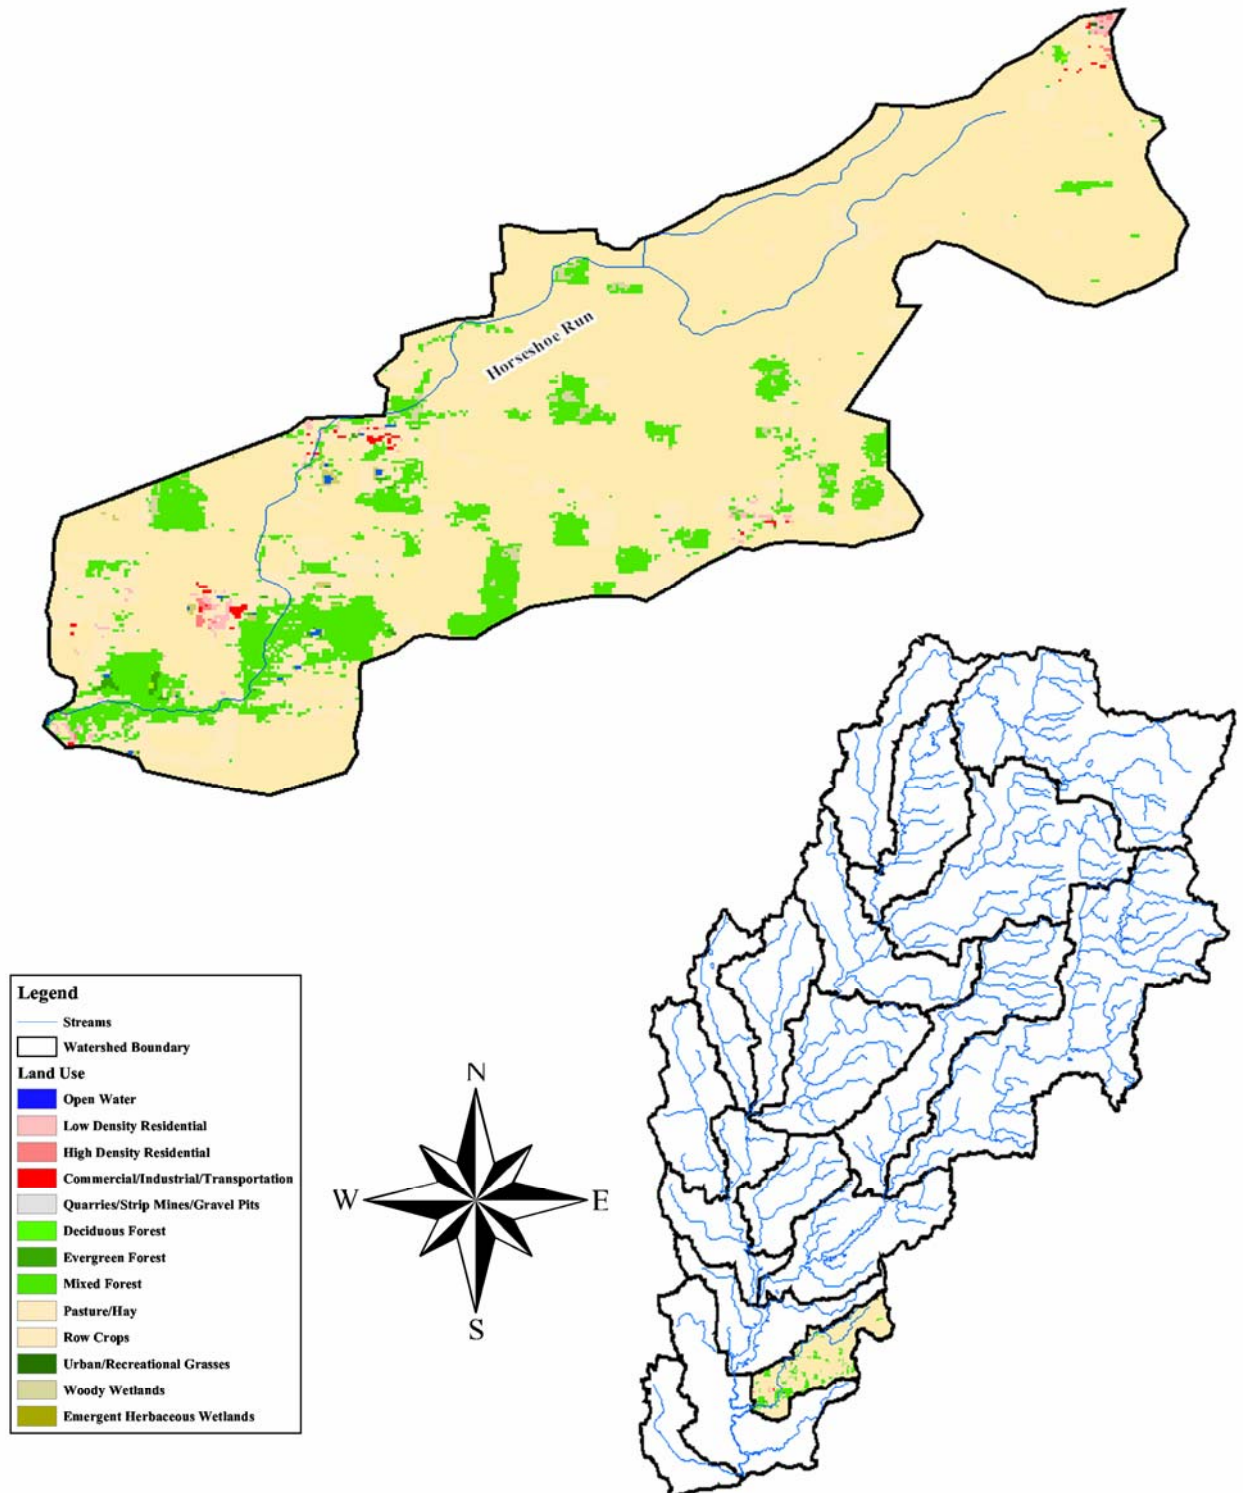 Horseshoe Run
Legend
Streams
Watershed Boundary
Land Use
Open Water
Low Density Residential
High Density Residential
Commercial/Industrial/Transportation
Quarries/Strip Mines/Gravel Pits
Deciduous Forest
Evergreen Forest
Mixed Forest
Pasture/Hay
Row Crops
Urban/Recreational Grasses
Woody Wetlands
Emergent Herbaceous Wetlands
N
W
E
S